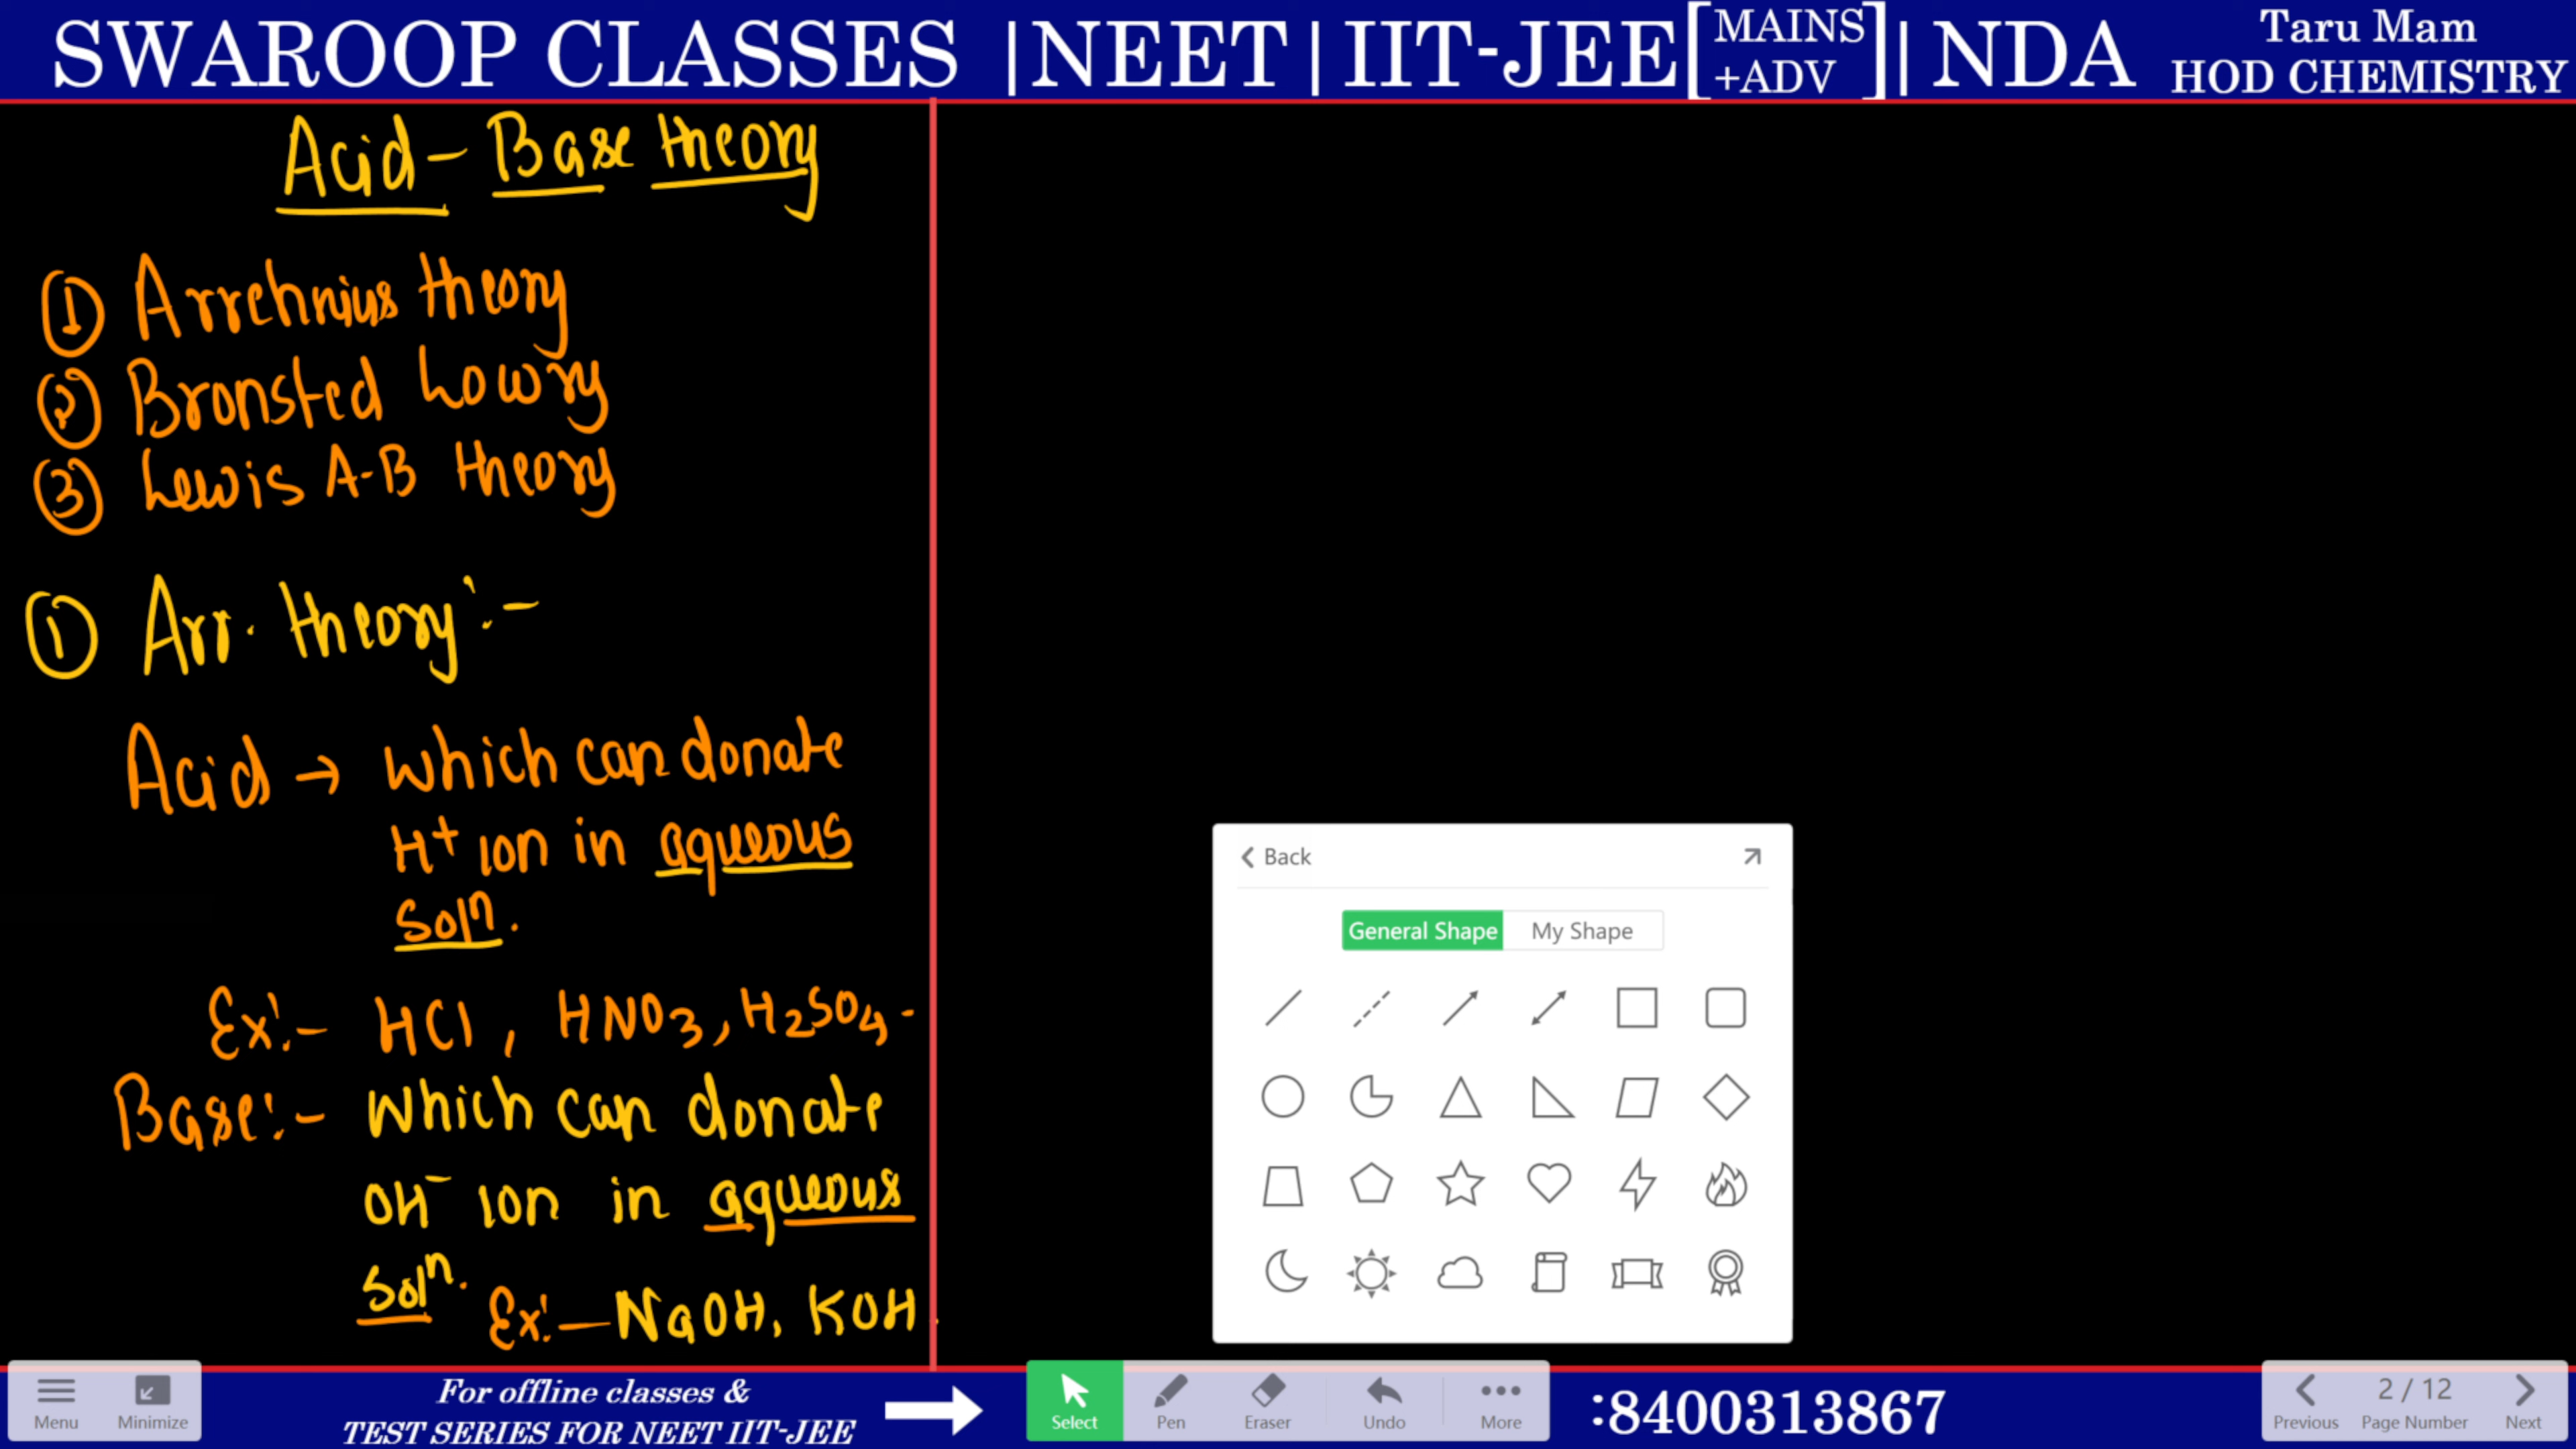 SWAROOP CLASSES |NEET| IIT-JEE[MAINS +ADV]| NDA
Taru Mam
HOD CHEMISTRY
Acid - Base theory
① Arrehnius theory
② Bronsted Lowry
③ Lewis A-B theory
① Arr. theory :-
Acid → which can donate
H+ ion in aqueous
Solⁿ.
Ex:- HCl, HNO3, H2SO4.
Base:- Which can donate
OH⁻ ion in aqueous
Solⁿ. Ex:- NaOH, KOH.
Back
General Shape My Shape
Menu Minimize
For offline classes &
TEST SERIES FOR NEET IIT-JEE
Select Pen Eraser Undo More
:8400313867
2 / 12
Previous Page Number Next